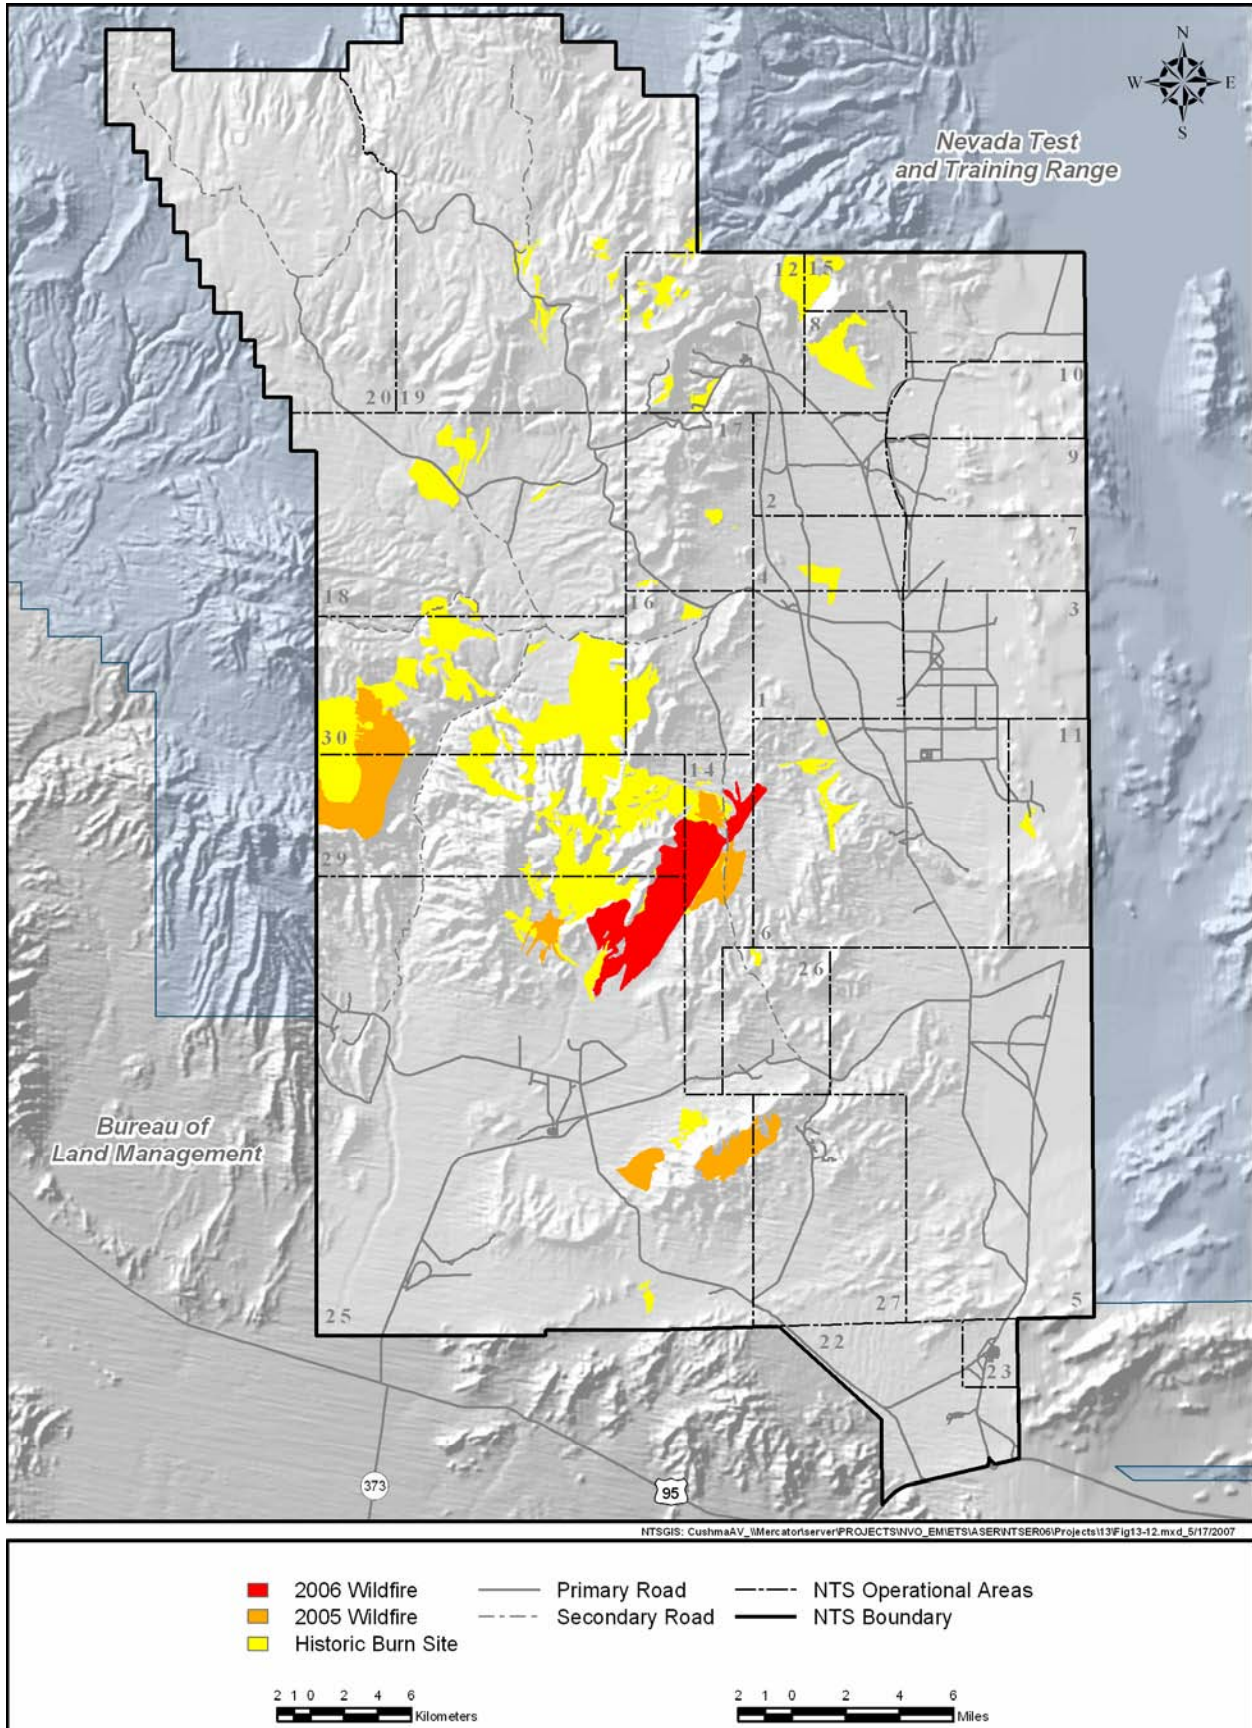 N
W E
S
Nevada Test
and Training Range
12 15
8
10
20 19
17
9
2
7
18
16
4
3
1
30
11
14
29
6
26
Bureau of
Land Management
25
27
5
22
23
373
95
NTSGIS: CushmaAV_\\Mercator\server\PROJECTS\NVO_EM\ETS\ASER\NTSER06\Projects\13\Fig13-12.mxd_5/17/2007
2006 Wildfire Primary Road NTS Operational Areas
2005 Wildfire Secondary Road NTS Boundary
Historic Burn Site
2 1 0 2 4 6 2 1 0 2 4 6
Kilometers Miles